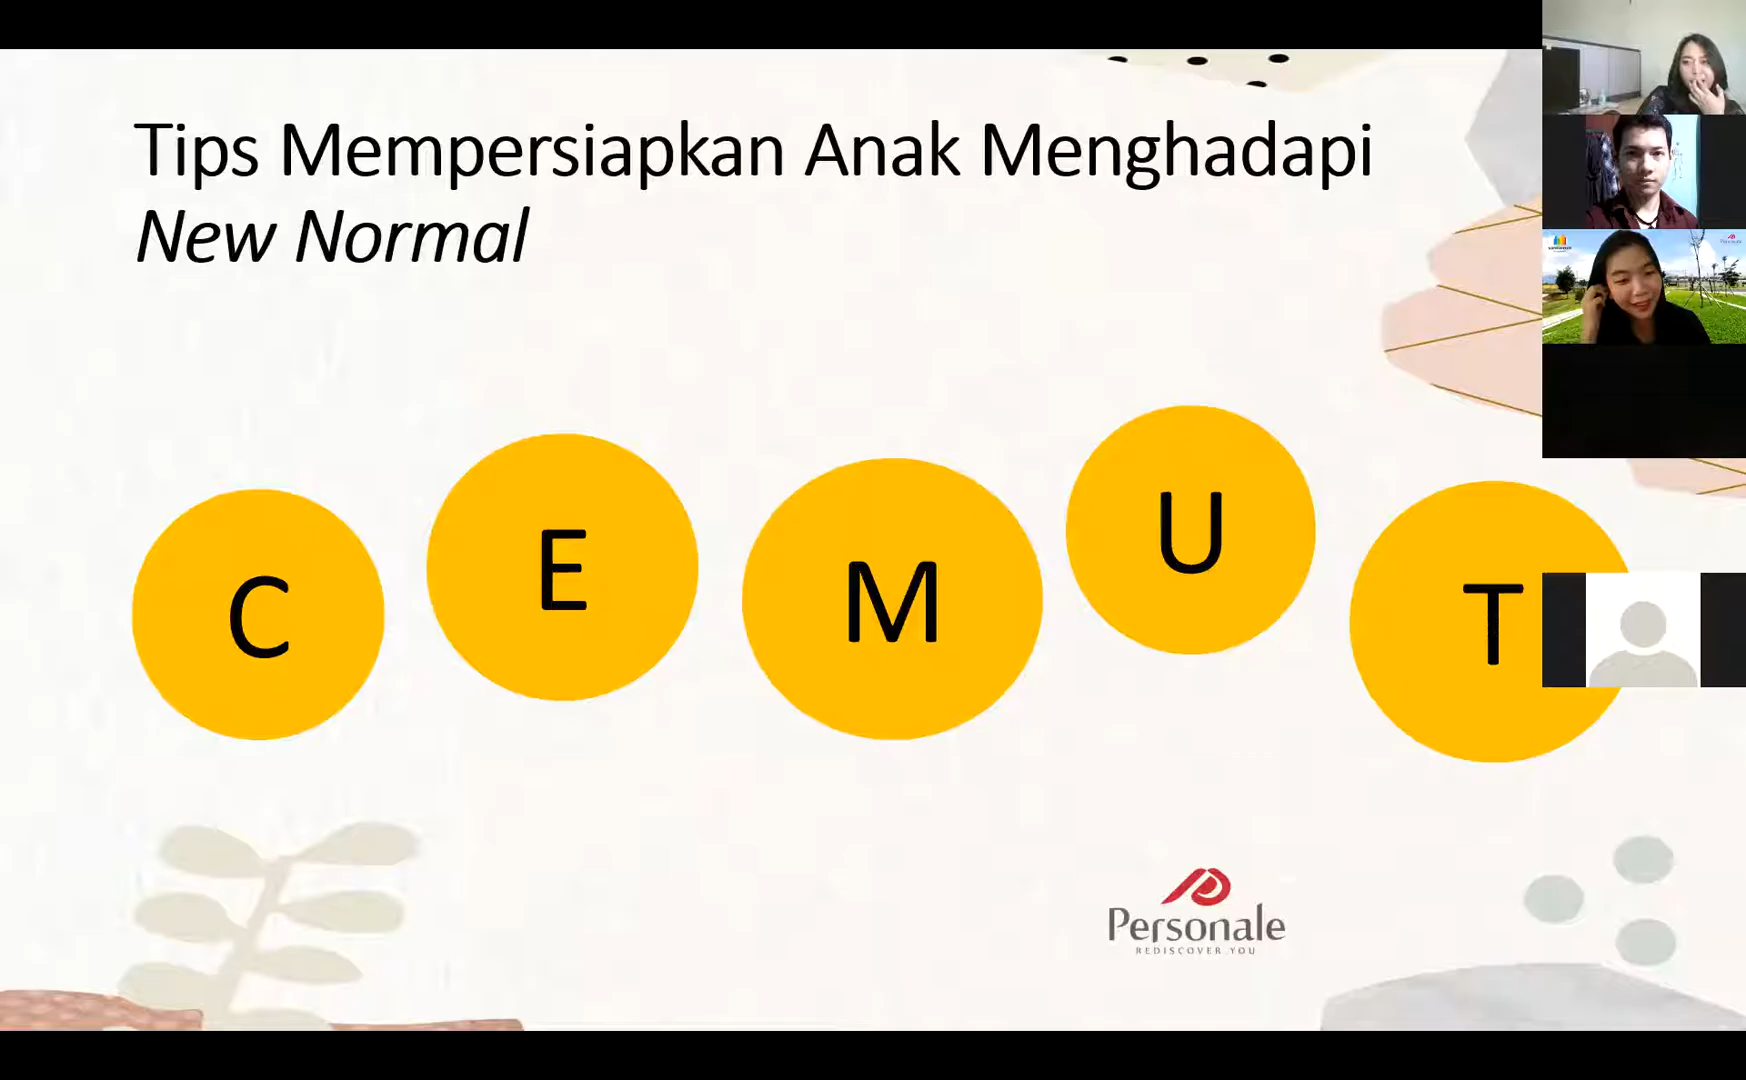 Tips Mempersiapkan Anak Menghadapi
New Normal
C
E
M
U
T
Personale
REDISCOVER YOU